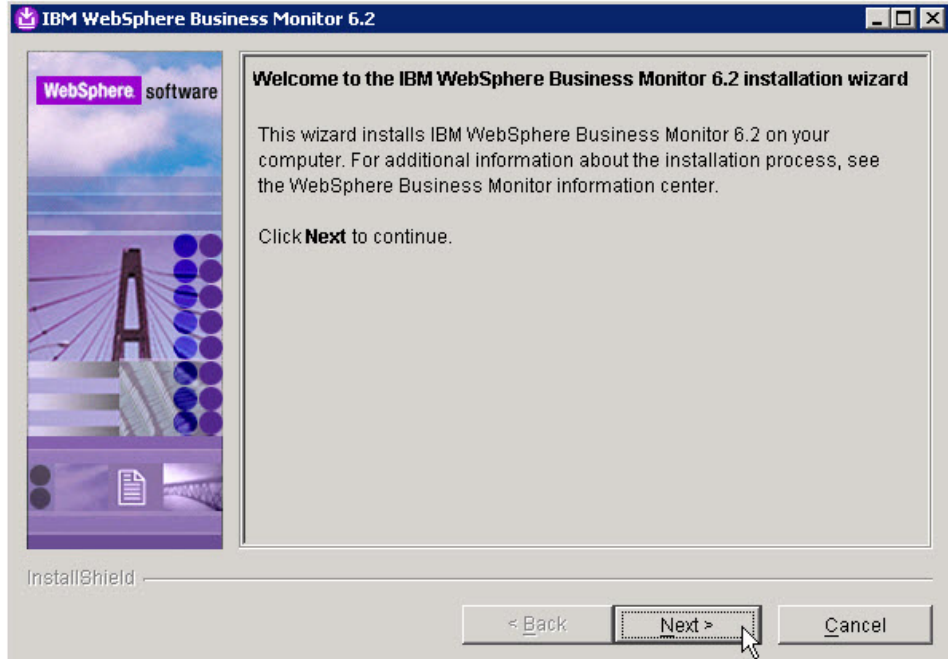 IBM WebSphere Business Monitor 6.2
WebSphere software
Welcome to the IBM WebSphere Business Monitor 6.2 installation wizard
This wizard installs IBM WebSphere Business Monitor 6.2 on your
computer. For additional information about the installation process, see
the WebSphere Business Monitor information center.
Click Next to continue.
InstallShield
< Back
Next >
Cancel